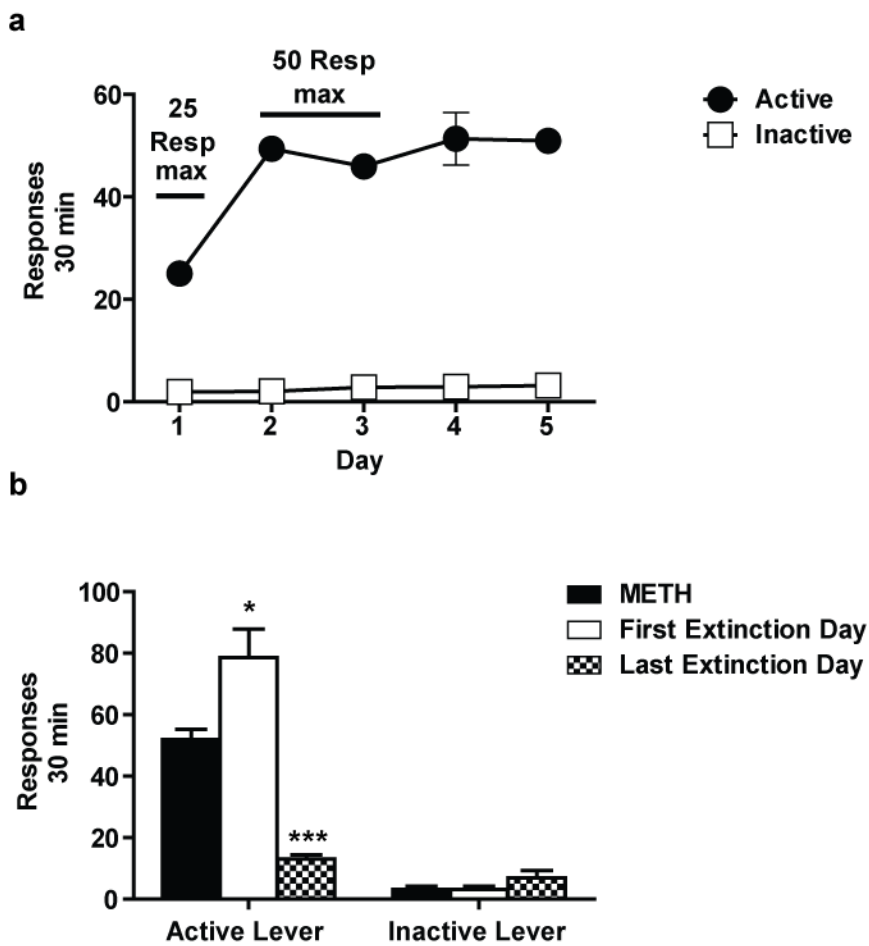 a
50 Resp
max
25
Resp
max
Active
Inactive
60
40
20
0
Responses
30 min
1 2 3 4 5
Day
b
METH
First Extinction Day
Last Extinction Day
100
80
60
40
20
0
Responses
30 min
*
***
Active Lever Inactive Lever